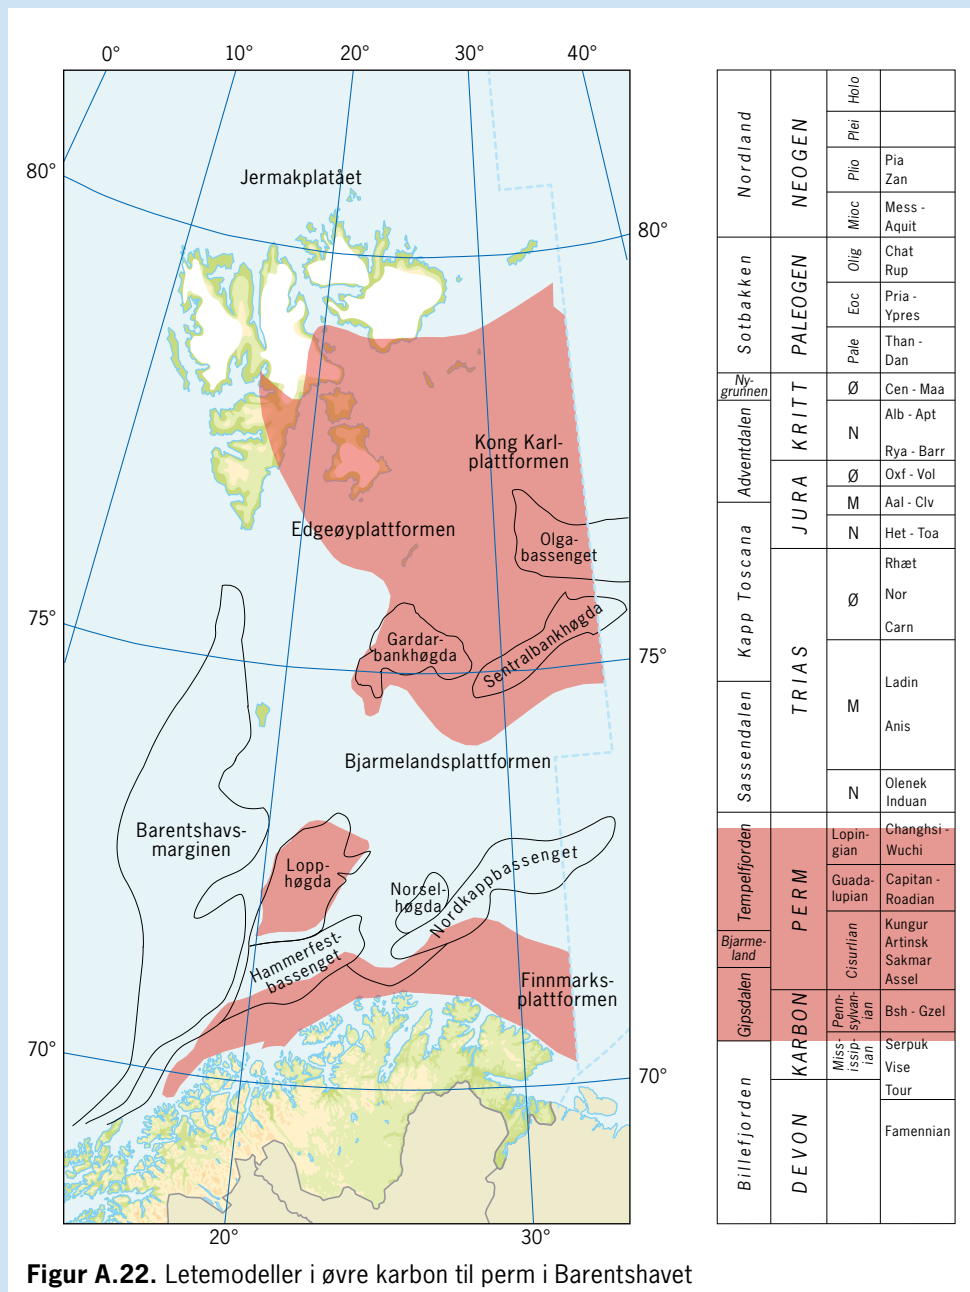 0°
10°
20°
30°
40°
80°
Jermakplatået
80°
Kong Karl-
plattformen
Edgeøyplattformen
Olga-
bassenget
75°
Gardar-
bankhøgda
Sentralbankhøgda
75°
Bjarmelandsplattformen
Barentshavs-
marginen
Lopp-
høgda
Norsel-
høgda
Nordkappbassenget
Hammerfest-
bassenget
Finnmarks-
plattformen
70°
70°
20°
30°
Nordland
Sotbakken
Ny-
grunnen
Adventdalen
Kapp Toscana
Sassendalen
Tempelfjorden
Bjarme-
land
Gipsdalen
Billefjorden
NEOGEN
PALEOGEN
KRITT
JURA
TRIAS
PERM
KARBON
DEVON
Holo
Plei
Plio
Mioc
Olig
Eoc
Pale
Ø
N
Ø
M
N
Ø
M
N
Lopin-
gian
Guada-
lupian
Cisurlian
Penn-
sylvan-
ian
Miss-
issip-
ian
Pia
Zan
Mess -
Aquit
Chat
Rup
Pria -
Ypres
Than -
Dan
Cen - Maa
Alb - Apt
Rya - Barr
Oxf - Vol
Aal - Clv
Het - Toa
Rhæt
Nor
Carn
Ladin
Anis
Olenek
Induan
Changhsi -
Wuchi
Capitan -
Roadian
Kungur
Artinsk
Sakmar
Assel
Bsh - Gzel
Serpuk
Vise
Tour
Famennian
Figur A.22. Letemodeller i øvre karbon til perm i Barentshavet